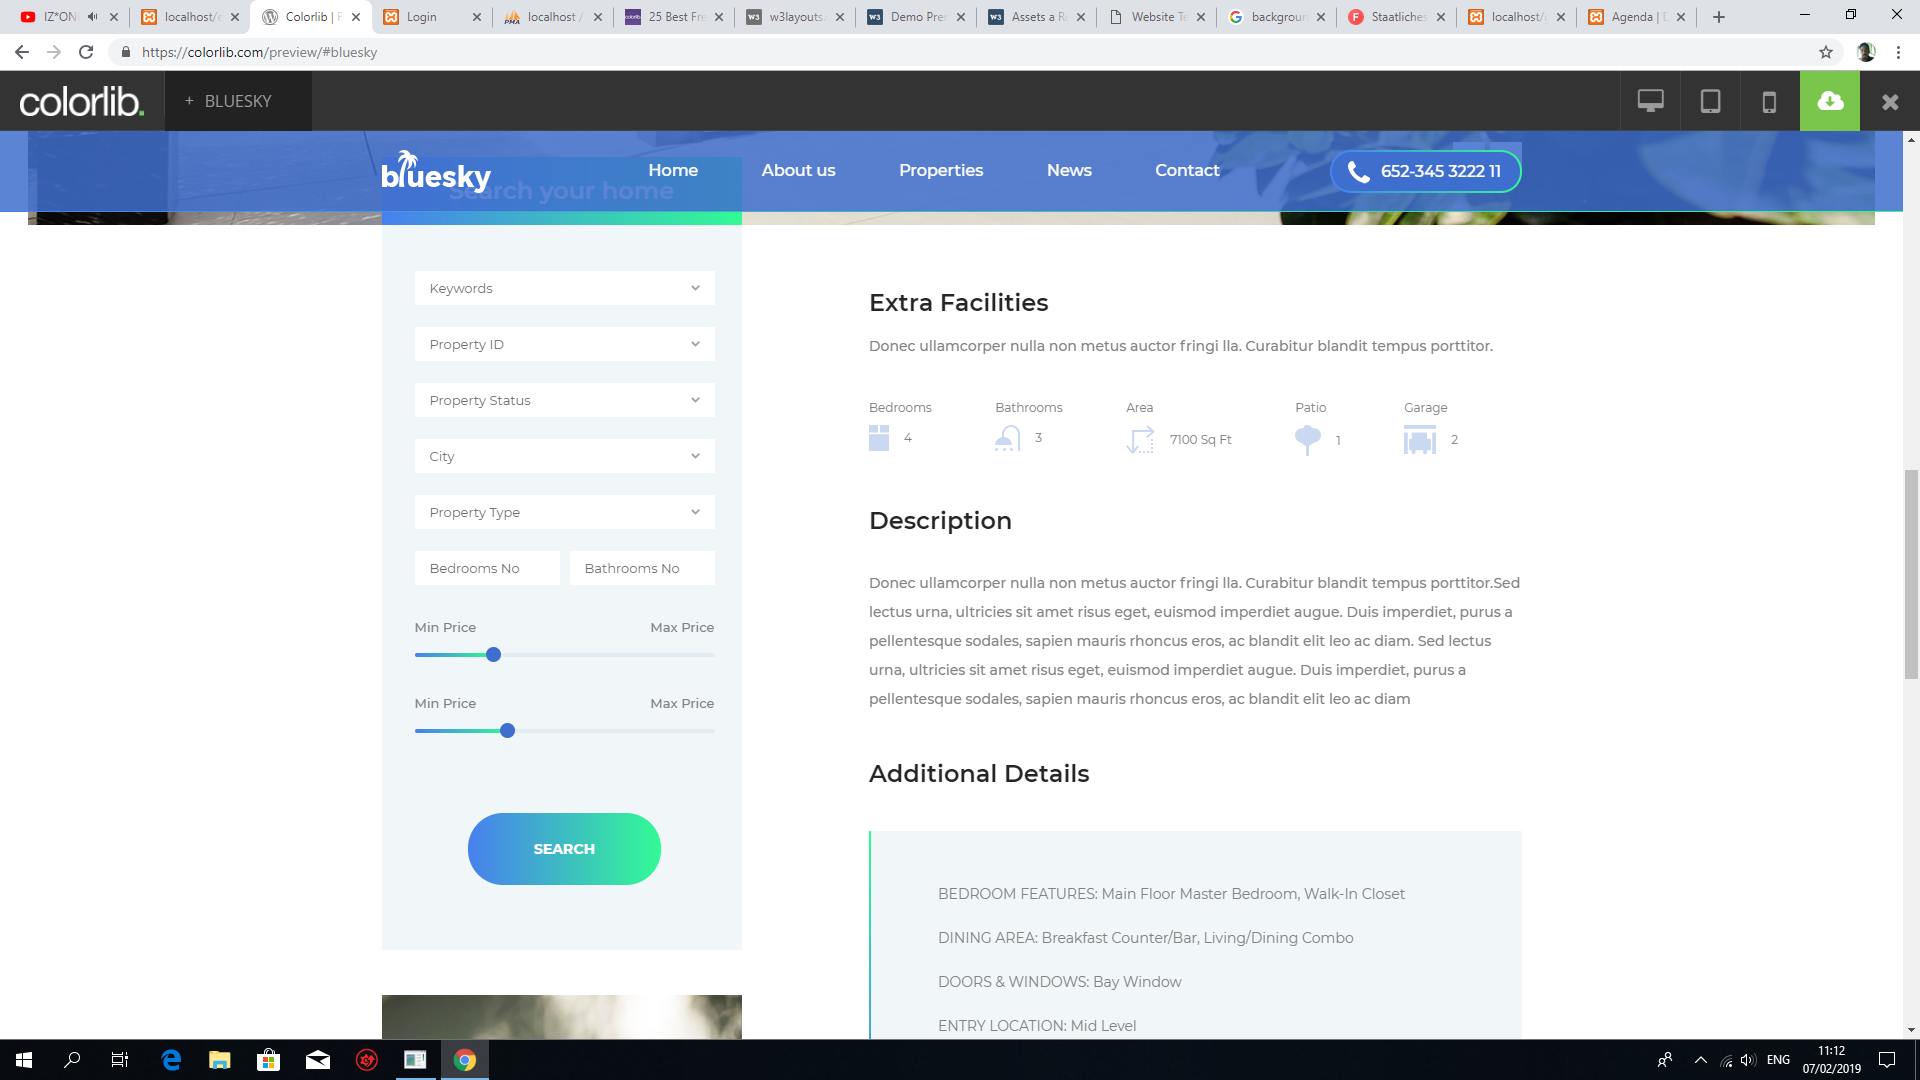 IZ*ON
localhost/e
Colorlib | F
Login
localhost /
25 Best Fre
w3layouts
Demo Pre
Assets a R
Website Te
backgroun
Staatliches
localhost/
Agenda |
https://colorlib.com/preview/#bluesky
colorlib.
+ BLUESKY
bluesky
Home
About us
Properties
News
Contact
652-345 3222 11
Search your home
Keywords
Property ID
Property Status
City
Property Type
Bedrooms No
Bathrooms No
Min Price
Max Price
Min Price
Max Price
SEARCH
Extra Facilities
Donec ullamcorper nulla non metus auctor fringi lla. Curabitur blandit tempus porttitor.
Bedrooms
4
Bathrooms
3
Area
7100 Sq Ft
Patio
1
Garage
2
Description
Donec ullamcorper nulla non metus auctor fringi lla. Curabitur blandit tempus porttitor.Sed
lectus urna, ultricies sit amet risus eget, euismod imperdiet augue. Duis imperdiet, purus a
pellentesque sodales, sapien mauris rhoncus eros, ac blandit elit leo ac diam. Sed lectus
urna, ultricies sit amet risus eget, euismod imperdiet augue. Duis imperdiet, purus a
pellentesque sodales, sapien mauris rhoncus eros, ac blandit elit leo ac diam
Additional Details
BEDROOM FEATURES: Main Floor Master Bedroom, Walk-In Closet
DINING AREA: Breakfast Counter/Bar, Living/Dining Combo
DOORS & WINDOWS: Bay Window
ENTRY LOCATION: Mid Level
ENG
11:12
07/02/2019